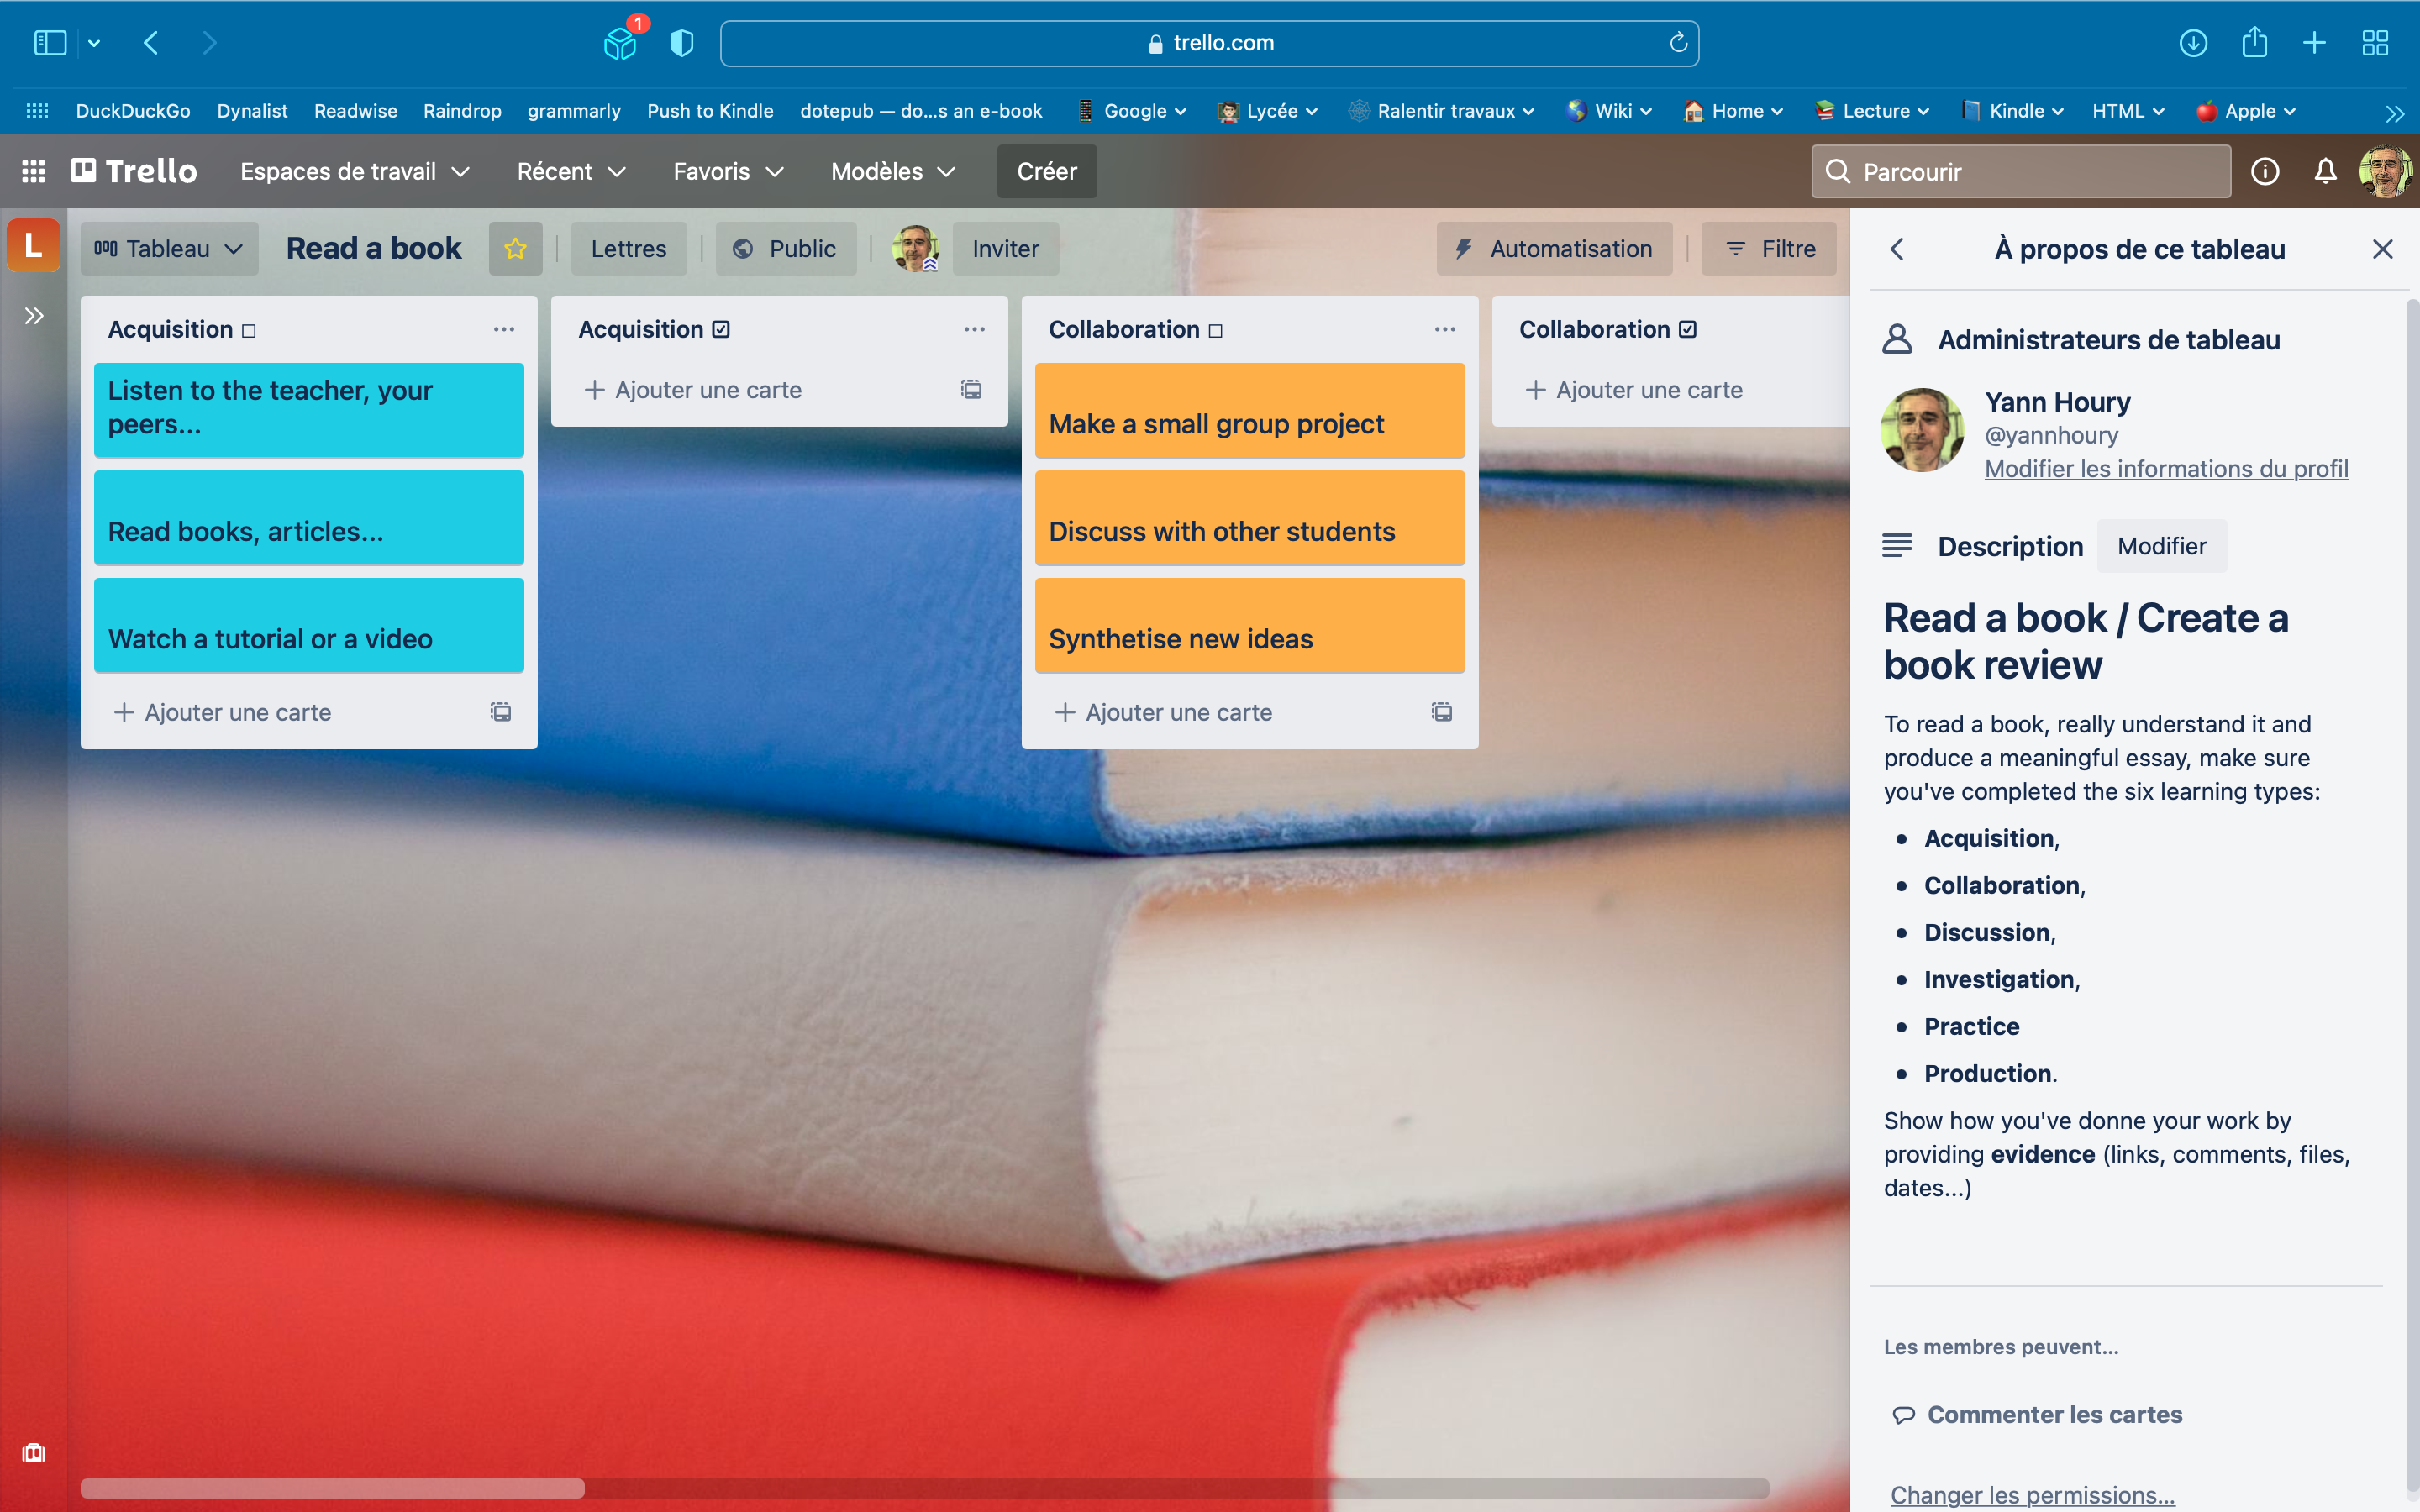 1
trello.com
DuckDuckGo Dynalist Readwise Raindrop grammarly Push to Kindle dotepub — do...s an e-book Google Lycée Ralentir travaux Wiki Home Lecture Kindle HTML Apple
Trello Espaces de travail Récent Favoris Modèles Créer Parcourir
L Tableau Read a book Lettres Public Inviter Automatisation Filtre
Acquisition ☐
Listen to the teacher, your
peers...
Read books, articles...
Watch a tutorial or a video
+ Ajouter une carte
Acquisition ☑
+ Ajouter une carte
Collaboration ☐
Make a small group project
Discuss with other students
Synthetise new ideas
+ Ajouter une carte
Collaboration ☑
+ Ajouter une carte
À propos de ce tableau
Administrateurs de tableau
Yann Houry
@yannhoury
Modifier les informations du profil
Description Modifier
Read a book / Create a
book review
To read a book, really understand it and
produce a meaningful essay, make sure
you've completed the six learning types:
• Acquisition,
• Collaboration,
• Discussion,
• Investigation,
• Practice
• Production.
Show how you've donne your work by
providing evidence (links, comments, files,
dates...)
Les membres peuvent...
Commenter les cartes
Changer les permissions...